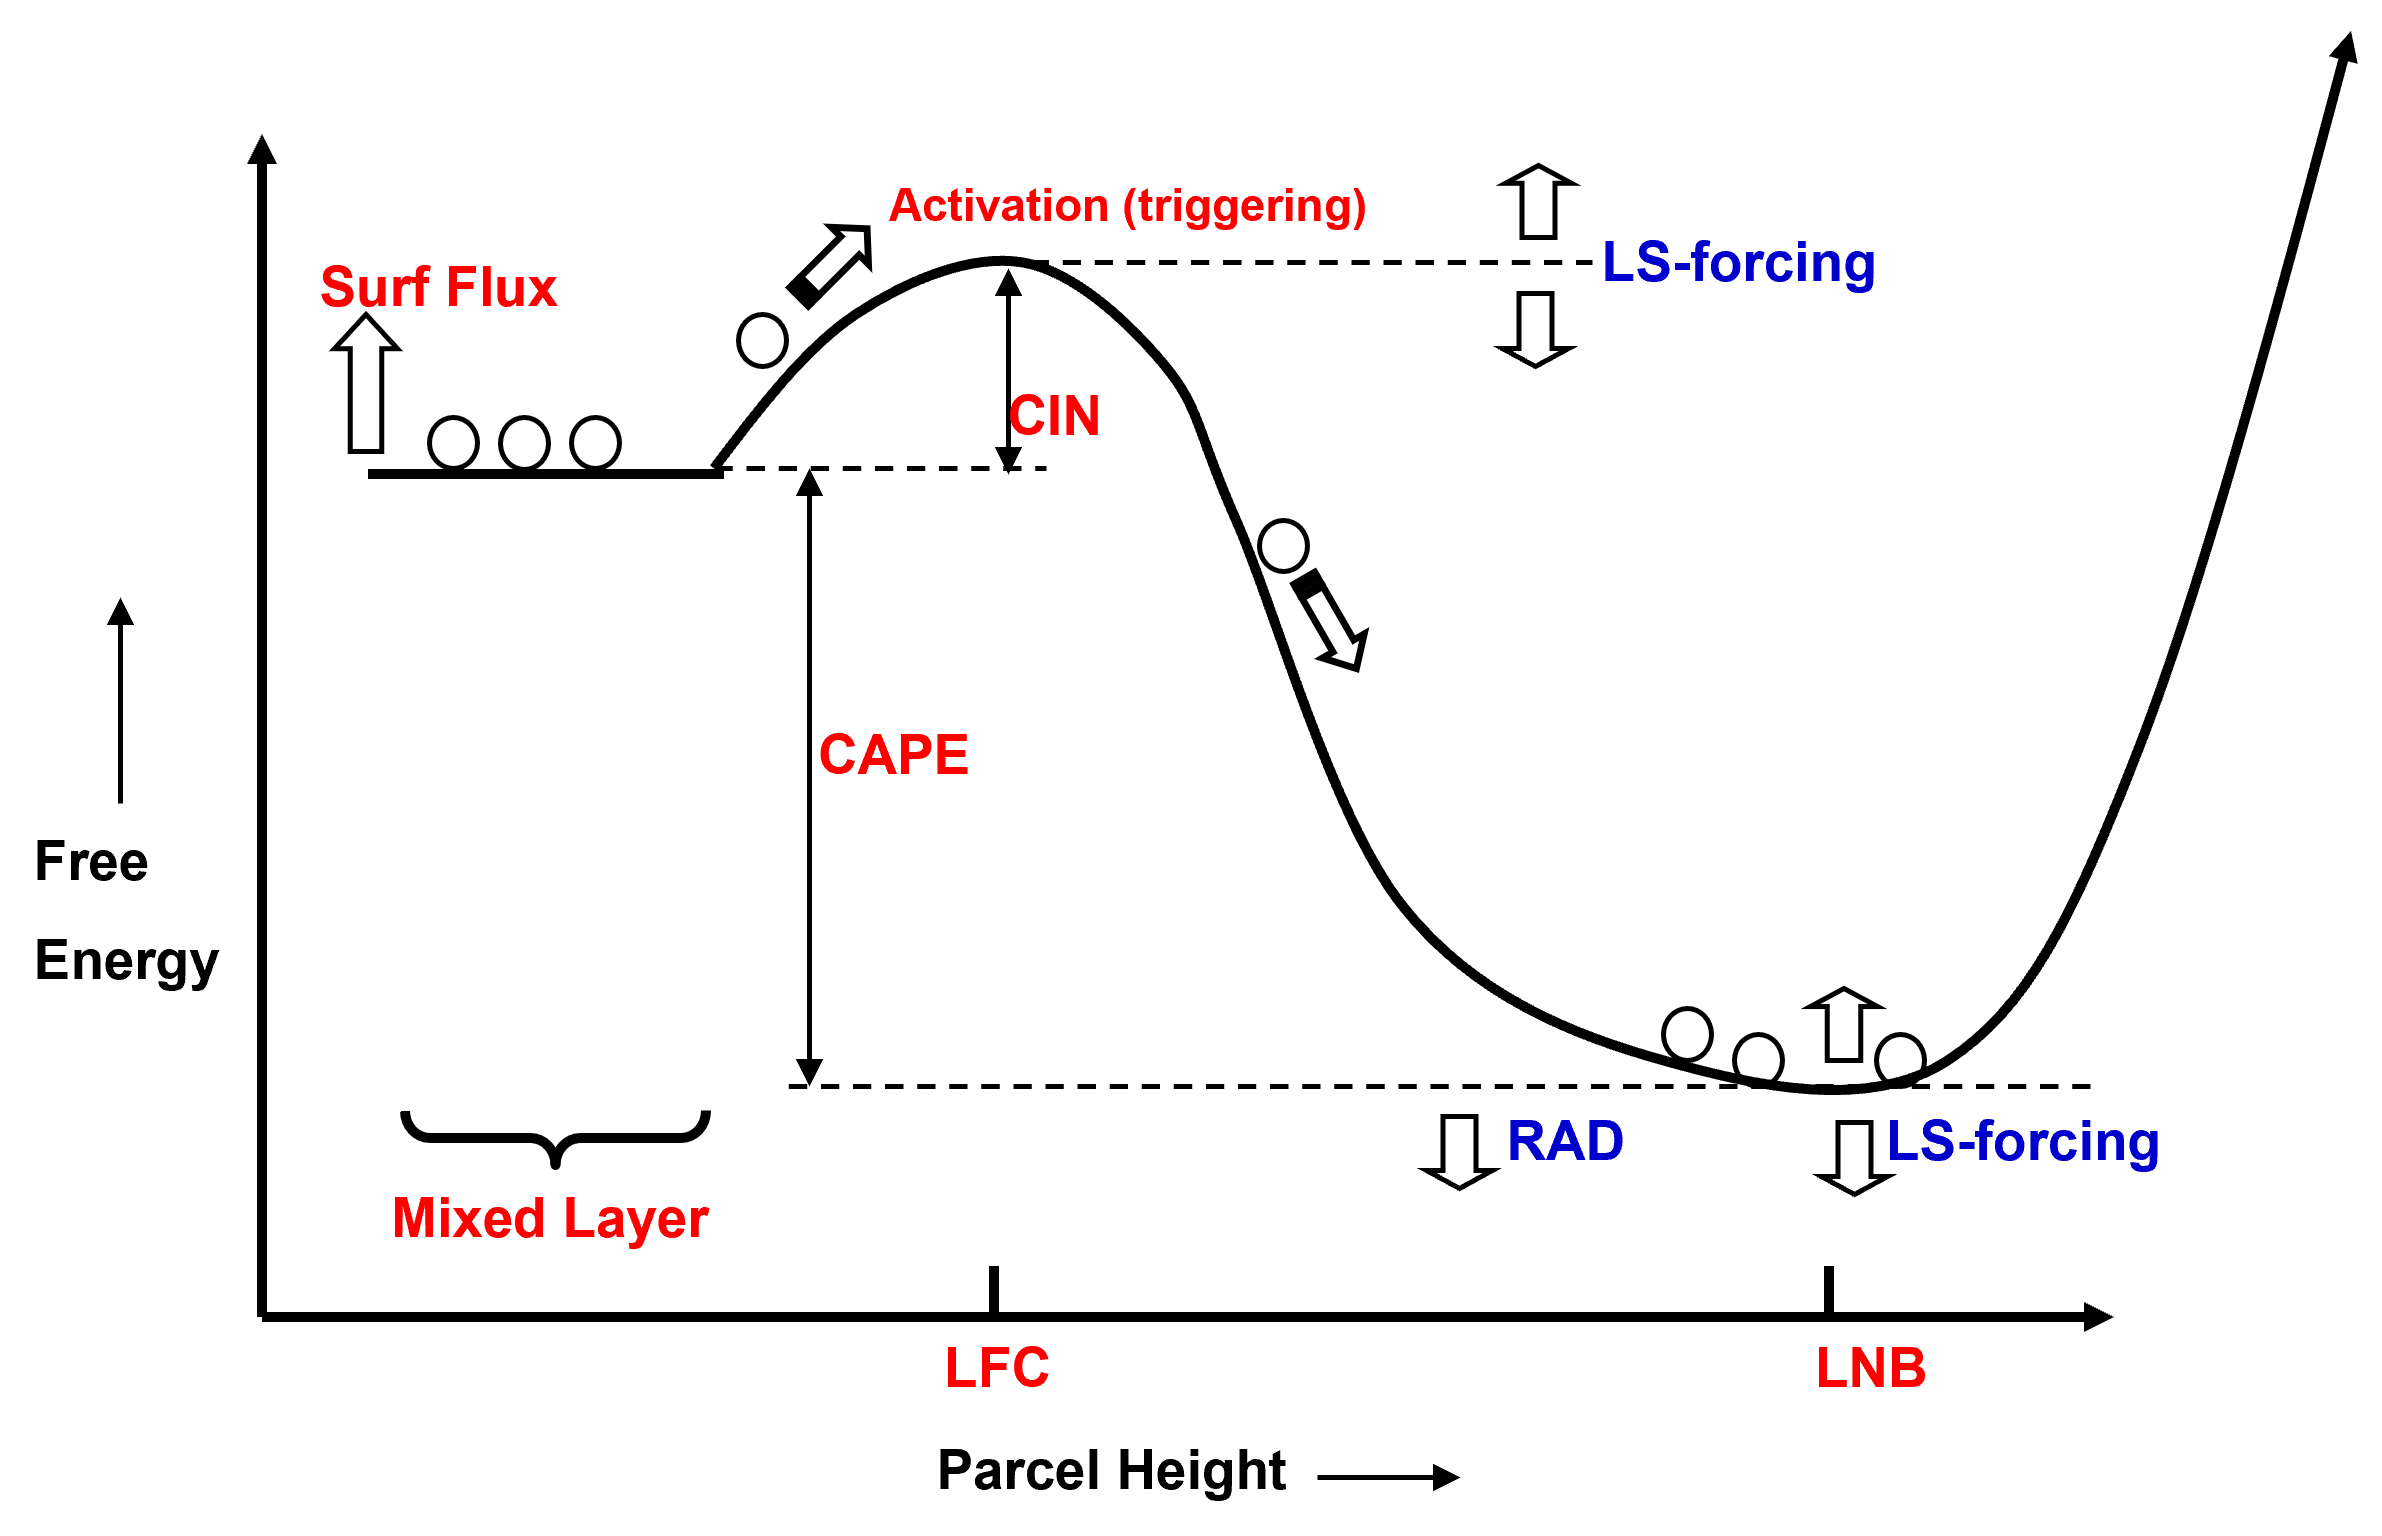 Activation (triggering)
Surf Flux
LS-forcing
CIN
CAPE
Free
Energy
RAD
LS-forcing
Mixed Layer
LFC
LNB
Parcel Height